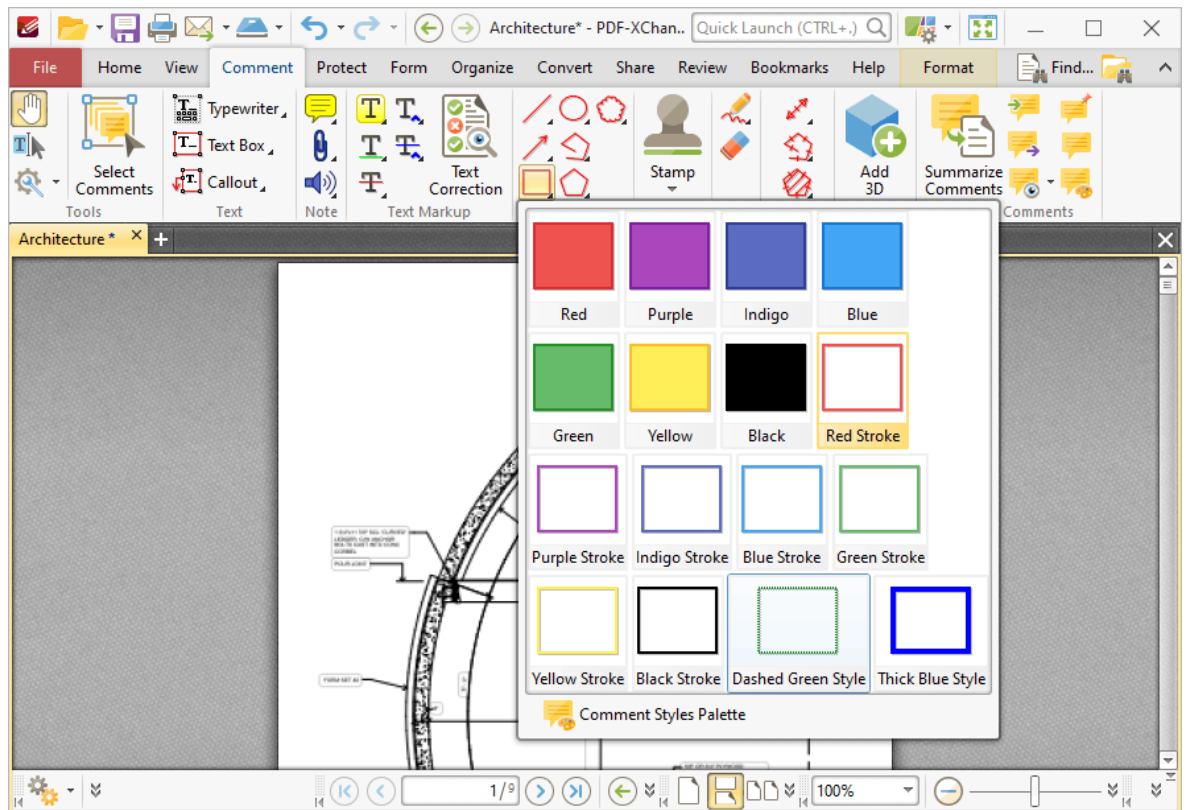 Architecture* - PDF-XChan.. Quick Launch (CTRL+.)
File Home View Comment Protect Form Organize Convert Share Review Bookmarks Help Format Find...
Select
Comments
Tools
Typewriter
Text Box
Callout
Text
Note
Text
Correction
Text Markup
Stamp
Add
3D
Summarize
Comments
Comments
Architecture *
Red Purple Indigo Blue
Green Yellow Black Red Stroke
Purple Stroke Indigo Stroke Blue Stroke Green Stroke
Yellow Stroke Black Stroke Dashed Green Style Thick Blue Style
Comment Styles Palette
POUR JOINT
1/9 100%